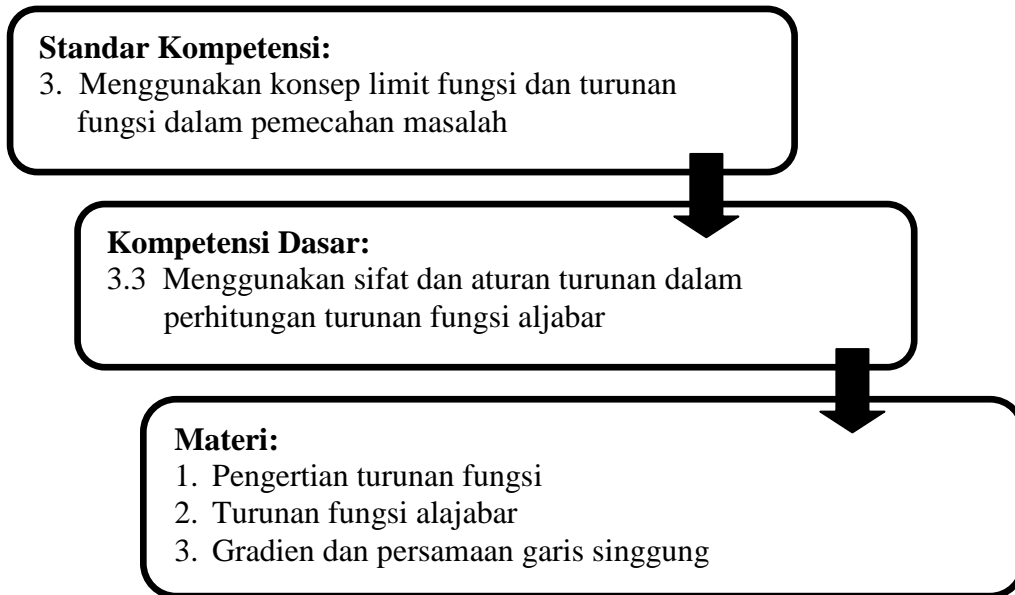 Standar Kompetensi:
3. Menggunakan konsep limit fungsi dan turunan
fungsi dalam pemecahan masalah
Kompetensi Dasar:
3.3 Menggunakan sifat dan aturan turunan dalam
perhitungan turunan fungsi aljabar
Materi:
1. Pengertian turunan fungsi
2. Turunan fungsi alajabar
3. Gradien dan persamaan garis singgung